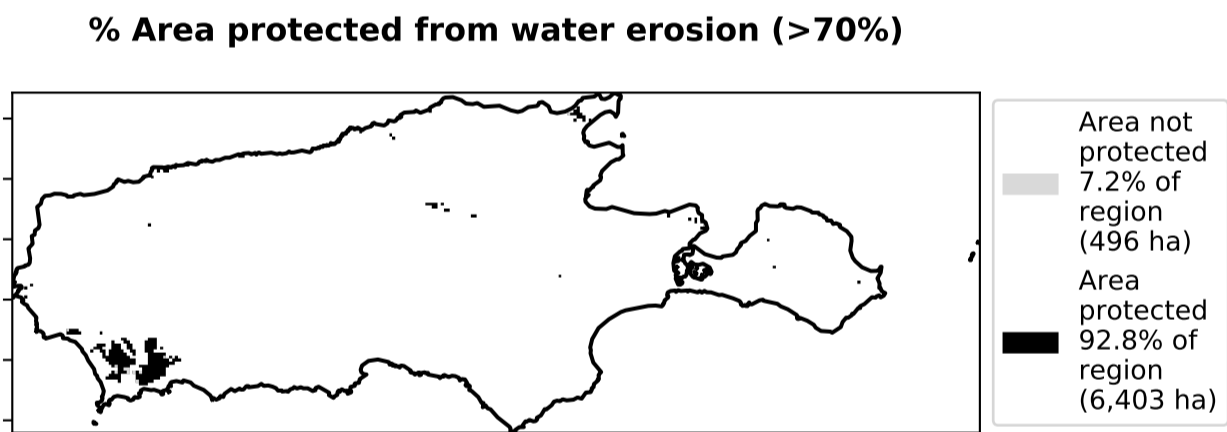 % Area protected from water erosion (>70%)
Area not
protected
7.2% of
region
(496 ha)
Area
protected
92.8% of
region
(6,403 ha)